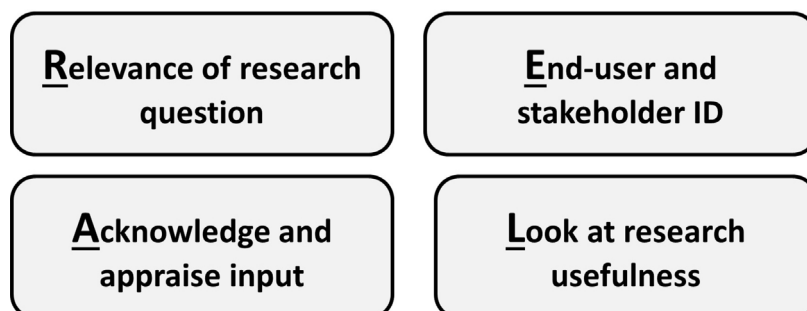 Relevance of research
question
End-user and
stakeholder ID
Acknowledge and
appraise input
Look at research
usefulness